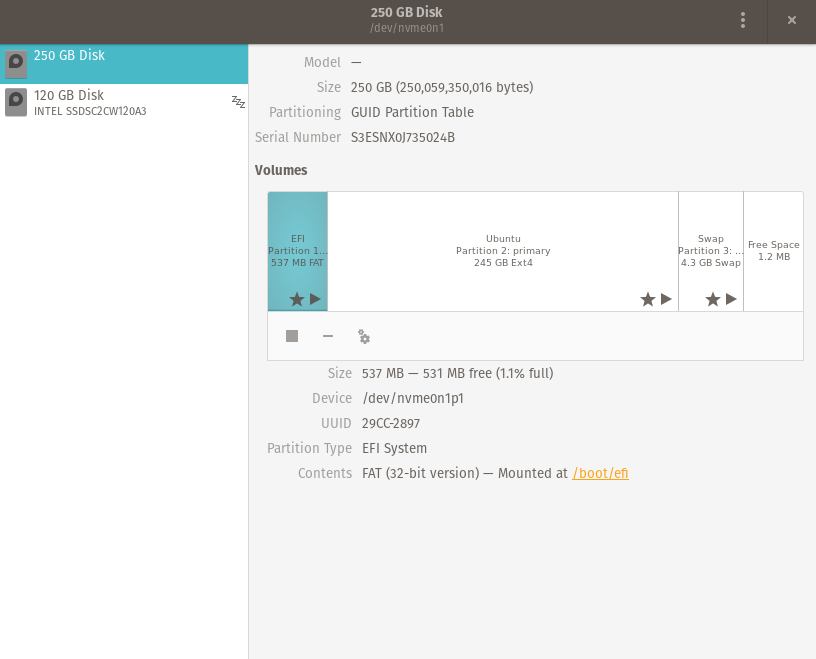 250 GB Disk
/dev/nvme0n1
250 GB Disk
120 GB Disk
INTEL SSDSC2CW120A3
Model —
Size 250 GB (250,059,350,016 bytes)
Partitioning GUID Partition Table
Serial Number S3ESNX0J735024B
Volumes
EFI
Partition 1…
537 MB FAT
Ubuntu
Partition 2: primary
245 GB Ext4
Swap
Partition 3: …
4.3 GB Swap
Free Space
1.2 MB
Size 537 MB — 531 MB free (1.1% full)
Device /dev/nvme0n1p1
UUID 29CC-2897
Partition Type EFI System
Contents FAT (32-bit version) — Mounted at /boot/efi